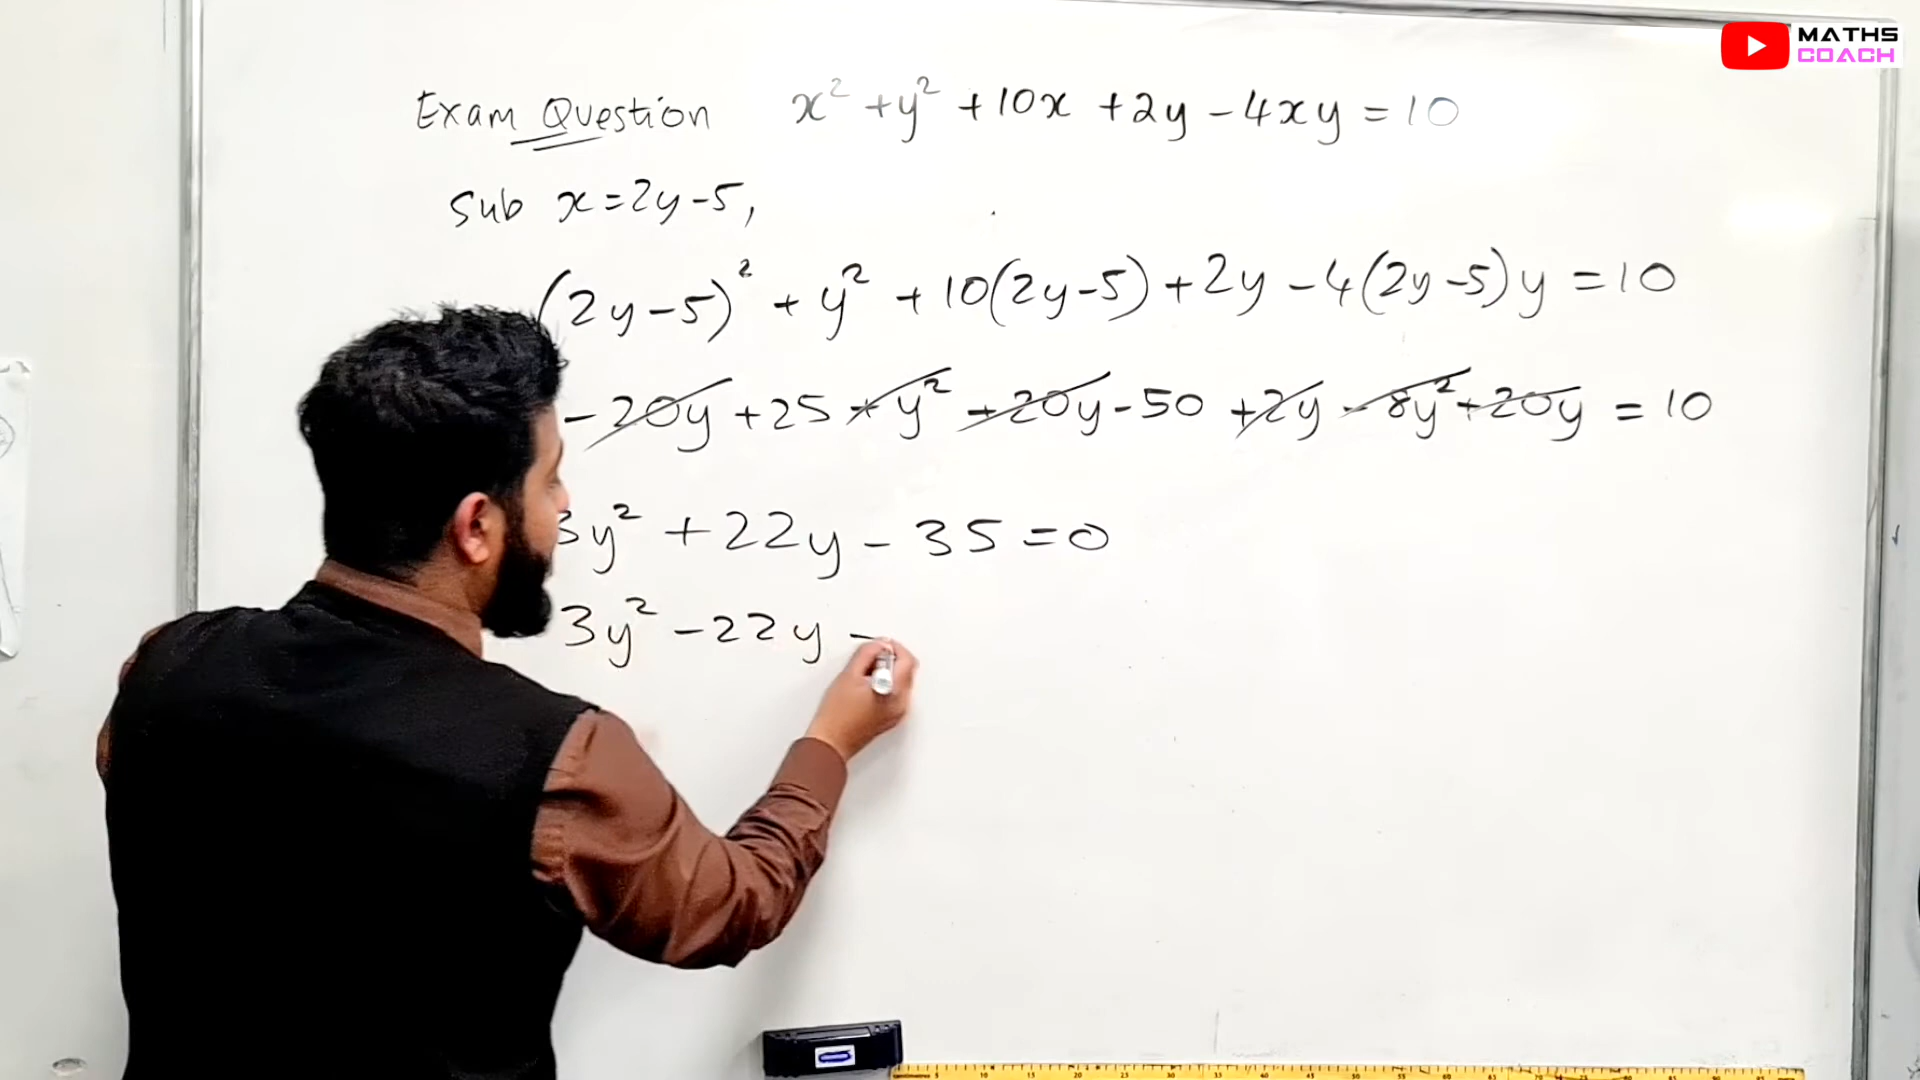 MATHS
COACH
Exam Question x² + y² + 10x + 2y - 4xy = 10
Sub x = 2y - 5,
(2y - 5)² + y² + 10(2y - 5) + 2y - 4(2y - 5)y = 10
- 20y + 25 + y² + 20y - 50 + 2y - 8y² + 20y = 10
3y² + 22y - 35 = 0
3y² - 22y